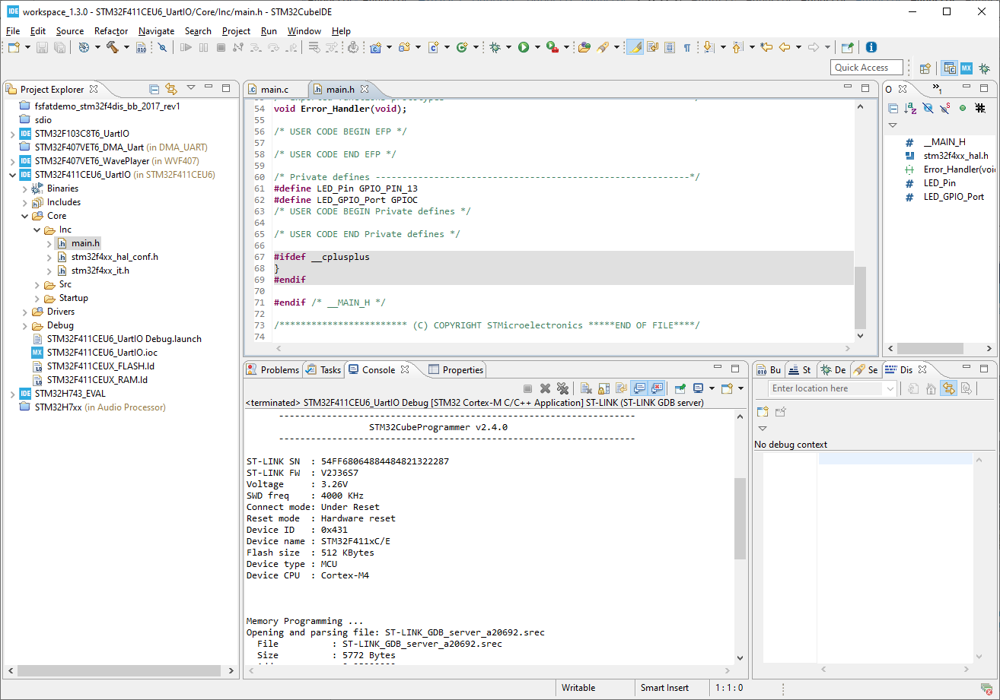 workspace_1.3.0 - STM32F411CEU6_UartIO/Core/Inc/main.h - STM32CubeIDE
File Edit Source Refactor Navigate Search Project Run Window Help
Quick Access
Project Explorer
fsfatdemo_stm32f4dis_bb_2017_rev1
sdio
STM32F103C8T6_UartIO
STM32F407VET6_DMA_Uart (in DMA_UART)
STM32F407VET6_WavePlayer (in WVF407)
STM32F411CEU6_UartIO (in STM32F411CEU6)
Binaries
Includes
Core
Inc
main.h
stm32f4xx_hal_conf.h
stm32f4xx_it.h
Src
Startup
Drivers
Debug
STM32F411CEU6_UartIO Debug.launch
STM32F411CEU6_UartIO.ioc
STM32F411CEUX_FLASH.ld
STM32F411CEUX_RAM.ld
STM32H743_EVAL
STM32H7xx (in Audio Processor)
main.c main.h
54 void Error_Handler(void);
55
56 /* USER CODE BEGIN EFP */
57
58 /* USER CODE END EFP */
59
60 /* Private defines -----------------------------------------------------------*/
61 #define LED_Pin GPIO_PIN_13
62 #define LED_GPIO_Port GPIOC
63 /* USER CODE BEGIN Private defines */
64
65 /* USER CODE END Private defines */
66
67 #ifdef __cplusplus
68 }
69 #endif
70
71 #endif /* __MAIN_H */
72
73 /************************ (C) COPYRIGHT STMicroelectronics *****END OF FILE****/
74
O
__MAIN_H
stm32f4xx_hal.h
Error_Handler(voi
LED_Pin
LED_GPIO_Port
Problems Tasks Console Properties
<terminated> STM32F411CEU6_UartIO Debug [STM32 Cortex-M C/C++ Application] ST-LINK (ST-LINK GDB server)
-------------------------------------------------------------------
STM32CubeProgrammer v2.4.0
-------------------------------------------------------------------
ST-LINK SN : 54FF68064884484821322287
ST-LINK FW : V2J36S7
Voltage : 3.26V
SWD freq : 4000 KHz
Connect mode: Under Reset
Reset mode : Hardware reset
Device ID : 0x431
Device name : STM32F411xC/E
Flash size : 512 KBytes
Device type : MCU
Device CPU : Cortex-M4
Memory Programming ...
Opening and parsing file: ST-LINK_GDB_server_a20692.srec
File : ST-LINK_GDB_server_a20692.srec
Size : 5772 Bytes
Bu St De Se Dis
Enter location here
No debug context
Writable Smart Insert 1 : 1 : 0